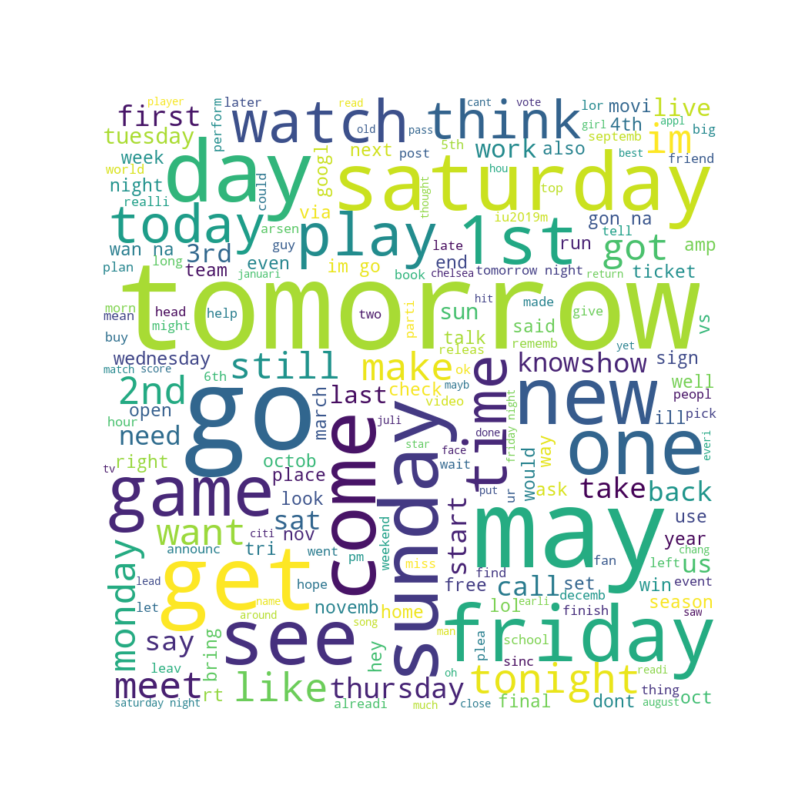 player later read cant vote lor movi live girl appl
first perform watch old pass think 5th 4th septemb im big
tuesday googl next post work also best friend
week day could saturday
world night via thought hou top
realli today arsen play 1st iu2019m gon na tell
wan na 3rd guy late run got amp
plan long team even im go book end chelsea tomorrow night return ticket
januari
tomorrow
morn mean head help two parti sun hit made give vs
might buy talk said rememb yet
wednesday still make releas knowshow sign
match score 6th march last check ok new well
2nd video mayb peopl
hour open need juli come sunday time friday night one ill pick
go star face done everi
tv right octob place wait way
game look put ur would ask take back
want sat nov citi weekend start use
announc tri went pm miss find may fan year chang
monday lead get hope free call set left us
let name novemb home lol earli decemb win event
around song man finish season saw
say bring see hey plea friday
leav sinc school
meet rt like alreadi thursday oh tonight readi thing
saturday night much close final dont august oct